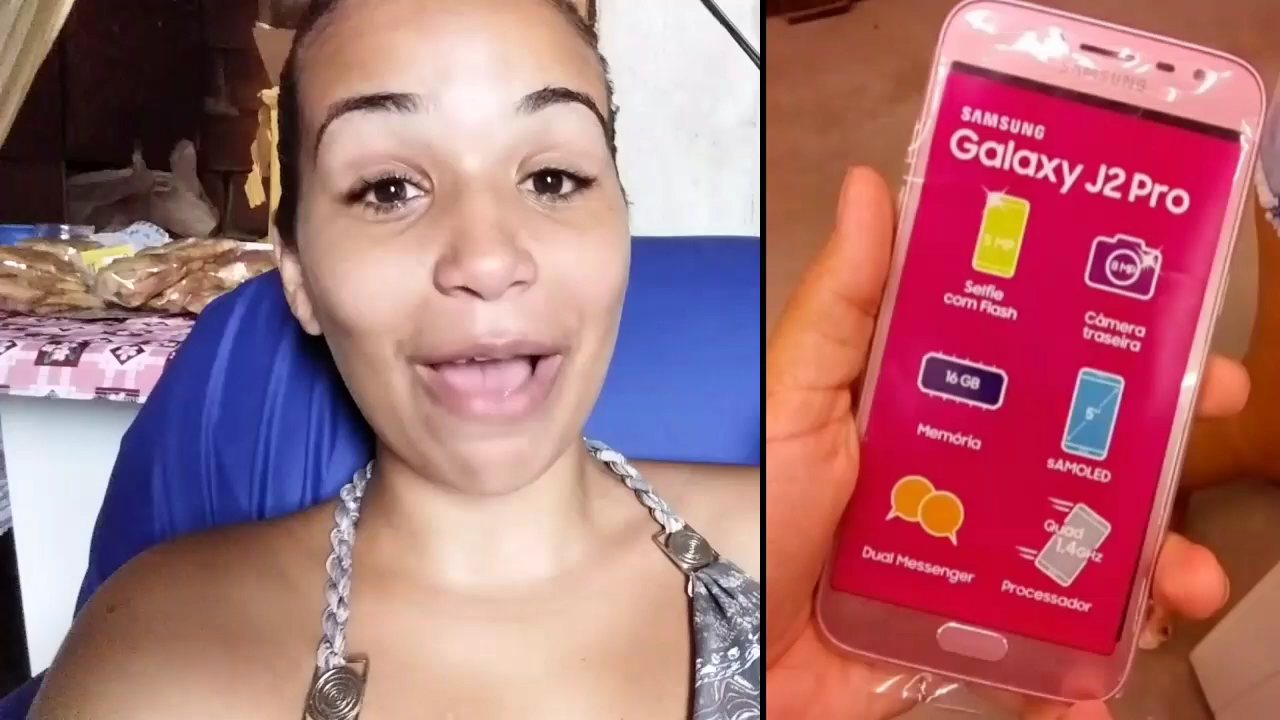 SAMSUNG
SAMSUNG
Galaxy J2 Pro
5 MP
8 MP
Selfie
com Flash
Câmera
traseira
16 GB
5"
Memória
sAMOLED
Quad
1.4GHz
Dual Messenger
Processador